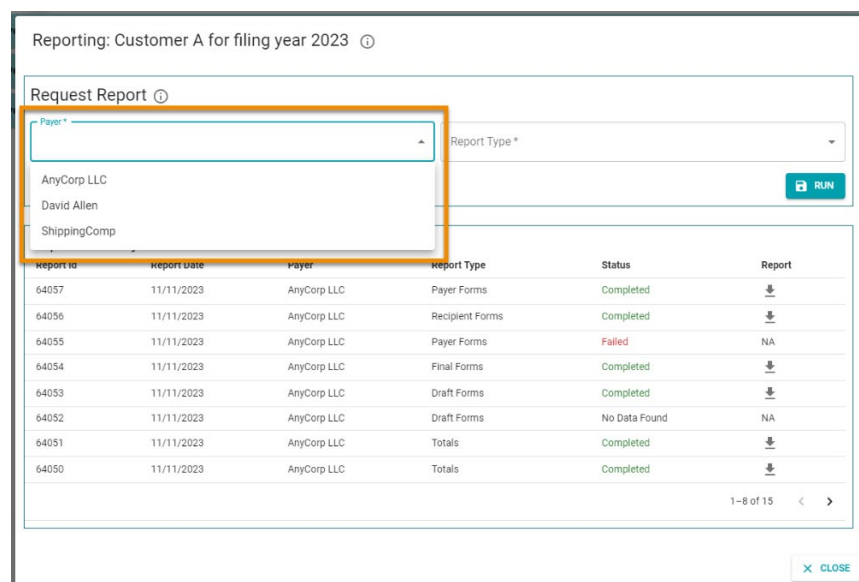 Reporting: Customer A for filing year 2023
Request Report
Payer *
Report Type *
AnyCorp LLC
David Allen
ShippingComp
RUN
Report Id Report Date Payer Report Type Status Report
64057 11/11/2023 AnyCorp LLC Payer Forms Completed
64056 11/11/2023 AnyCorp LLC Recipient Forms Completed
64055 11/11/2023 AnyCorp LLC Payer Forms Failed NA
64054 11/11/2023 AnyCorp LLC Final Forms Completed
64053 11/11/2023 AnyCorp LLC Draft Forms Completed
64052 11/11/2023 AnyCorp LLC Draft Forms No Data Found NA
64051 11/11/2023 AnyCorp LLC Totals Completed
64050 11/11/2023 AnyCorp LLC Totals Completed
1–8 of 15
CLOSE